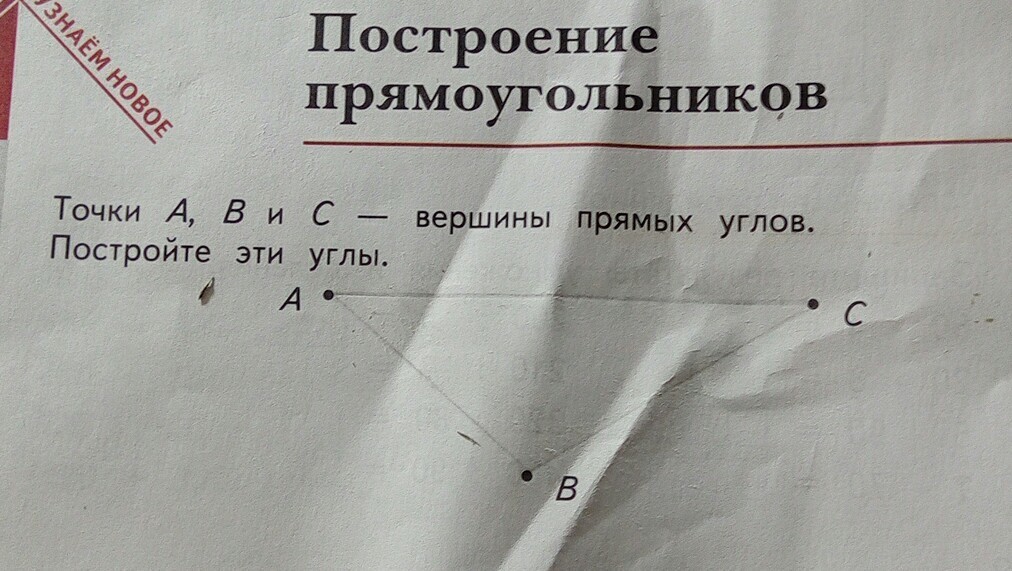 УЗНАЁМ НОВОЕ
Построение
прямоугольников
Точки A, B и C — вершины прямых углов.
Постройте эти углы.
A
C
B